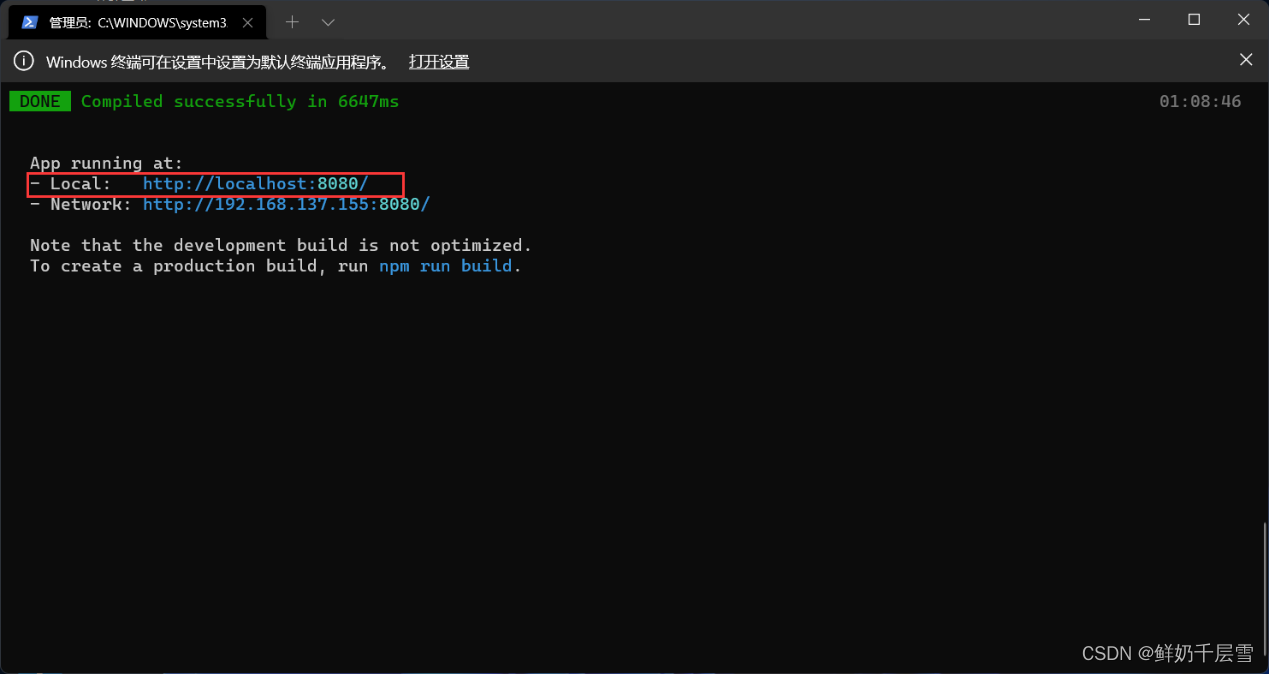 管理员: C:\WINDOWS\system3
Windows 终端可在设置中设置为默认终端应用程序。 打开设置
DONE Compiled successfully in 6647ms 01:08:46
App running at:
- Local: http://localhost:8080/
- Network: http://192.168.137.155:8080/
Note that the development build is not optimized.
To create a production build, run npm run build.
CSDN @鲜奶千层雪